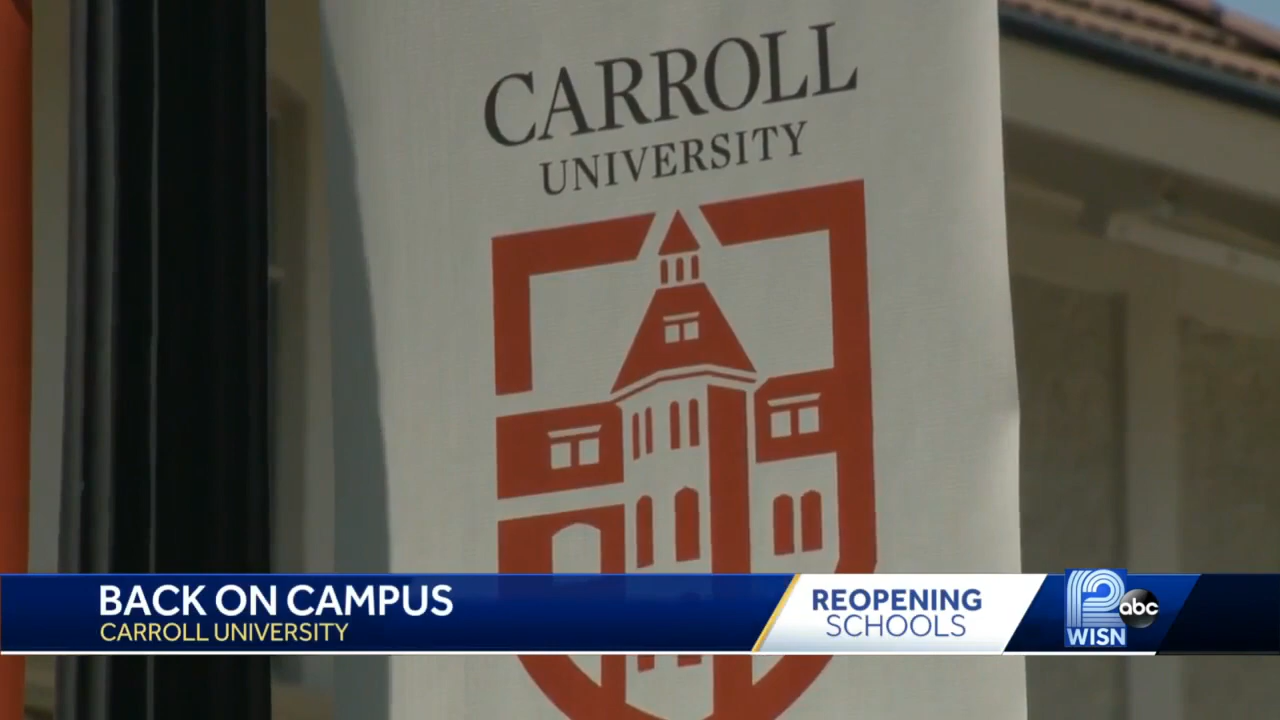 CARROLL
UNIVERSITY
BACK ON CAMPUS
CARROLL UNIVERSITY
REOPENING
SCHOOLS
12
abc
WISN